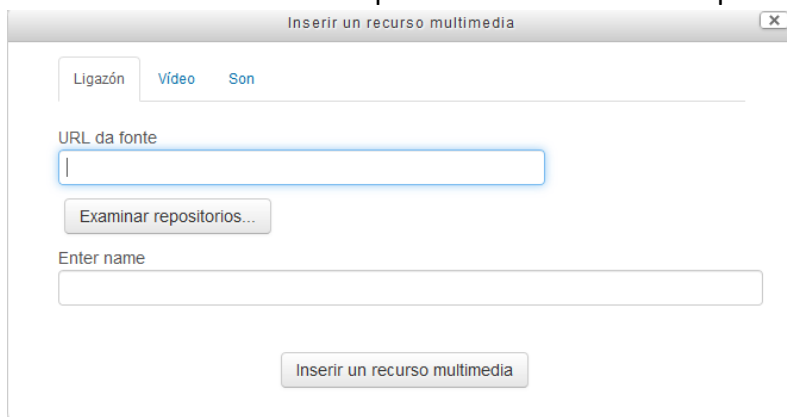 Inserir un recurso multimedia
Ligazón Vídeo Son
URL da fonte
Examinar repositorios...
Enter name
Inserir un recurso multimedia